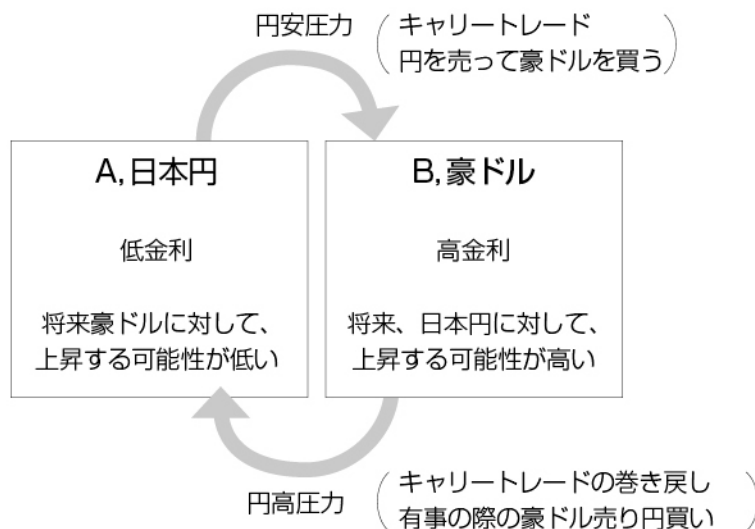 円安圧力
キャリートレード
円を売って豪ドルを買う
A,日本円
低金利
将来豪ドルに対して、
上昇する可能性が低い
B,豪ドル
高金利
将来、日本円に対して、
上昇する可能性が高い
円高圧力
キャリートレードの巻き戻し
有事の際の豪ドル売り円買い